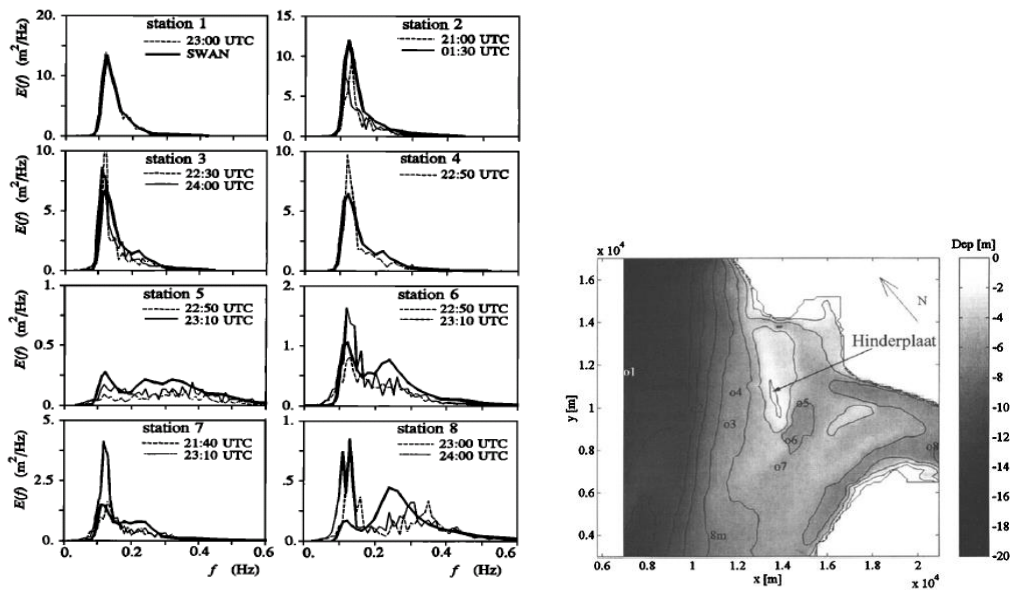 station 1
23:00 UTC
SWAN
E(f) (m²/Hz)
20.
15.
10.
5.
0.
station 2
21:00 UTC
01:30 UTC
15.
10.
5.
0.
station 3
22:30 UTC
24:00 UTC
E(f) (m²/Hz)
10.
5.
0.
station 4
22:50 UTC
10.
5.
0.
station 5
22:50 UTC
23:10 UTC
E(f) (m²/Hz)
1.
0.5
0.
station 6
22:50 UTC
23:10 UTC
2.
1.
0.
station 7
21:40 UTC
23:10 UTC
E(f) (m²/Hz)
5.
2.5
0.
0. 0.2 0.4 0.6
f (Hz)
station 8
23:00 UTC
24:00 UTC
1.
0.5
0.
0. 0.2 0.4 0.6
f (Hz)
x 10⁴
1.6
1.4
1.2
1
0.8
0.6
0.4
y [m]
N
Hinderplaat
o1
o4
o3
o5
o6
o7
o8
8m
0.6 0.8 1 1.2 1.4 1.6 1.8 2
x [m]
x 10⁴
Dep [m]
0
-2
-4
-6
-8
-10
-12
-14
-16
-18
-20